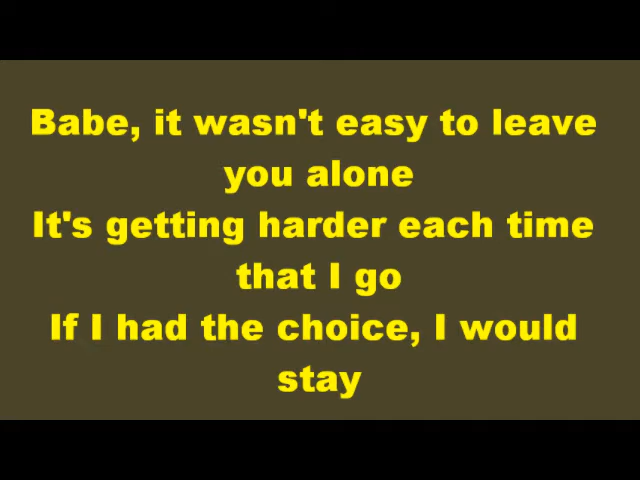 Babe, it wasn't easy to leave
you alone
It's getting harder each time
that I go
If I had the choice, I would
stay